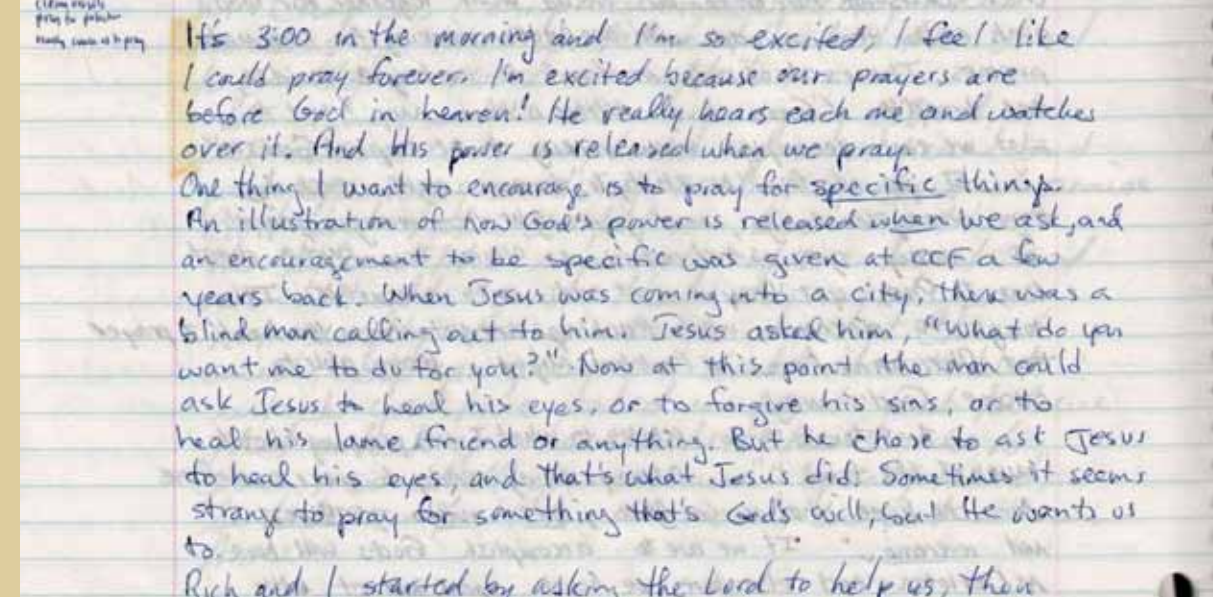 pray for
to pray
It's 3:00 in the morning and I'm so excited, I feel like
I could pray forever. I'm excited because our prayers are
before God in heaven! He really hears each one and watches
over it. And His power is released when we pray.
One thing I want to encourage is to pray for specific things.
An illustration of how God's power is released when we ask, and
an encouragement to be specific was given at CCF a few
years back. When Jesus was coming into a city, there was a
blind man calling out to him. Jesus asked him, "What do you
want me to do for you?" Now at this point the man could
ask Jesus to heal his eyes, or to forgive his sins, or to
heal his lame friend or anything. But he chose to ask Jesus
to heal his eyes, and that's what Jesus did. Sometimes it seems
strange to pray for something that's God's will, but He wants us
to.
Rich and I started by asking the Lord to help us, then